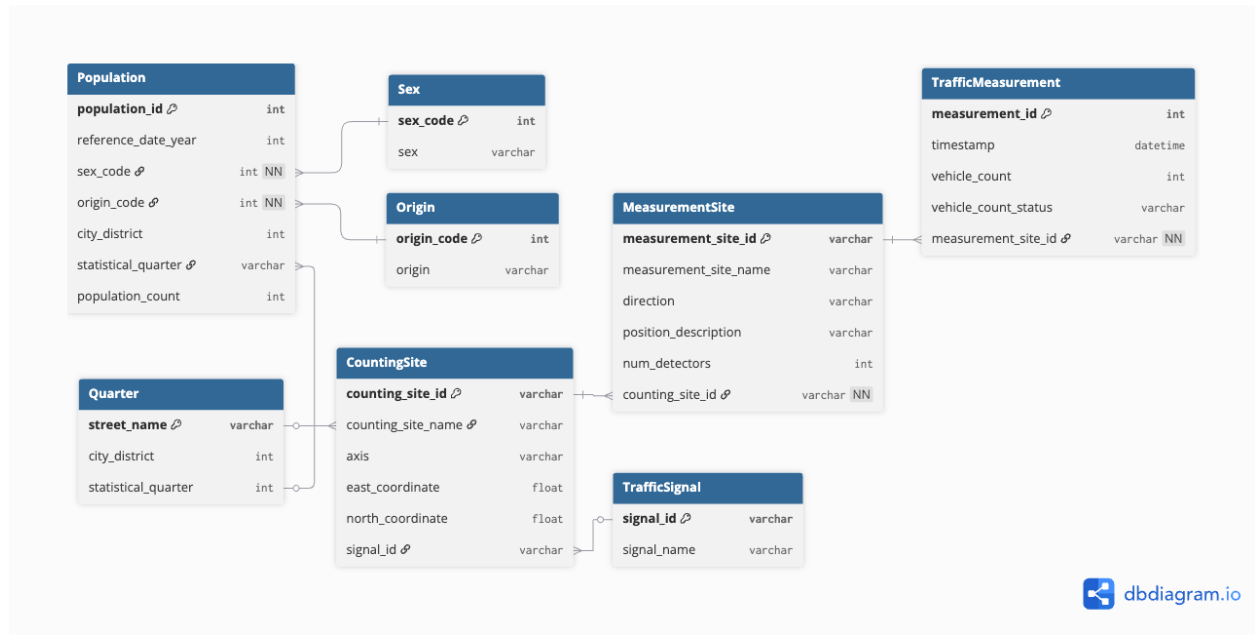 Population
population_id int
reference_date_year int
sex_code int NN
origin_code int NN
city_district int
statistical_quarter varchar
population_count int
Sex
sex_code int
sex varchar
Origin
origin_code int
origin varchar
TrafficMeasurement
measurement_id int
timestamp datetime
vehicle_count int
vehicle_count_status varchar
measurement_site_id varchar NN
MeasurementSite
measurement_site_id varchar
measurement_site_name varchar
direction varchar
position_description varchar
num_detectors int
counting_site_id varchar NN
Quarter
street_name varchar
city_district int
statistical_quarter int
CountingSite
counting_site_id varchar
counting_site_name varchar
axis varchar
east_coordinate float
north_coordinate float
signal_id varchar
TrafficSignal
signal_id varchar
signal_name varchar
dbdiagram.io